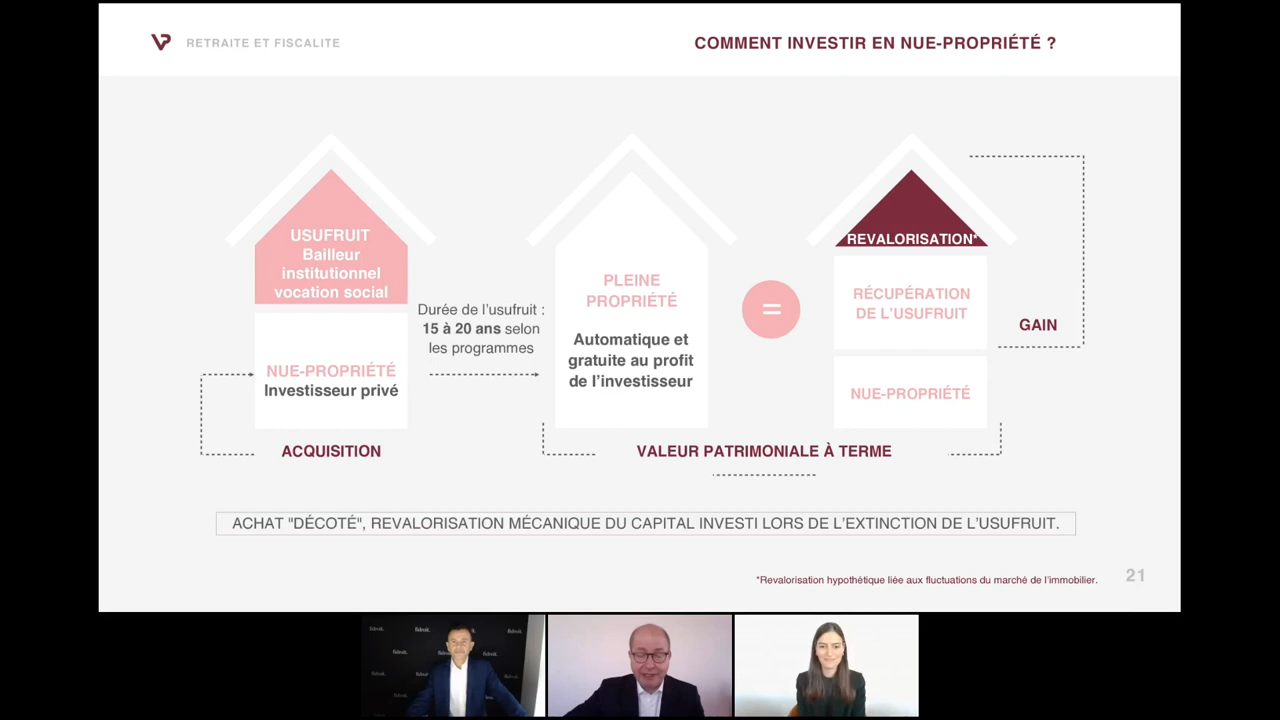 RETRAITE ET FISCALITE
COMMENT INVESTIR EN NUE-PROPRIÉTÉ ?
USUFRUIT
Bailleur
institutionnel
vocation social
NUE-PROPRIÉTÉ
Investisseur privé
ACQUISITION
Durée de l'usufruit :
15 à 20 ans selon
les programmes
PLEINE
PROPRIÉTÉ
Automatique et
gratuite au profit
de l'investisseur
=
REVALORISATION*
RÉCUPÉRATION
DE L'USUFRUIT
NUE-PROPRIÉTÉ
GAIN
VALEUR PATRIMONIALE À TERME
ACHAT "DÉCOTÉ", REVALORISATION MÉCANIQUE DU CAPITAL INVESTI LORS DE L'EXTINCTION DE L'USUFRUIT.
*Revalorisation hypothétique liée aux fluctuations du marché de l'immobilier.
21